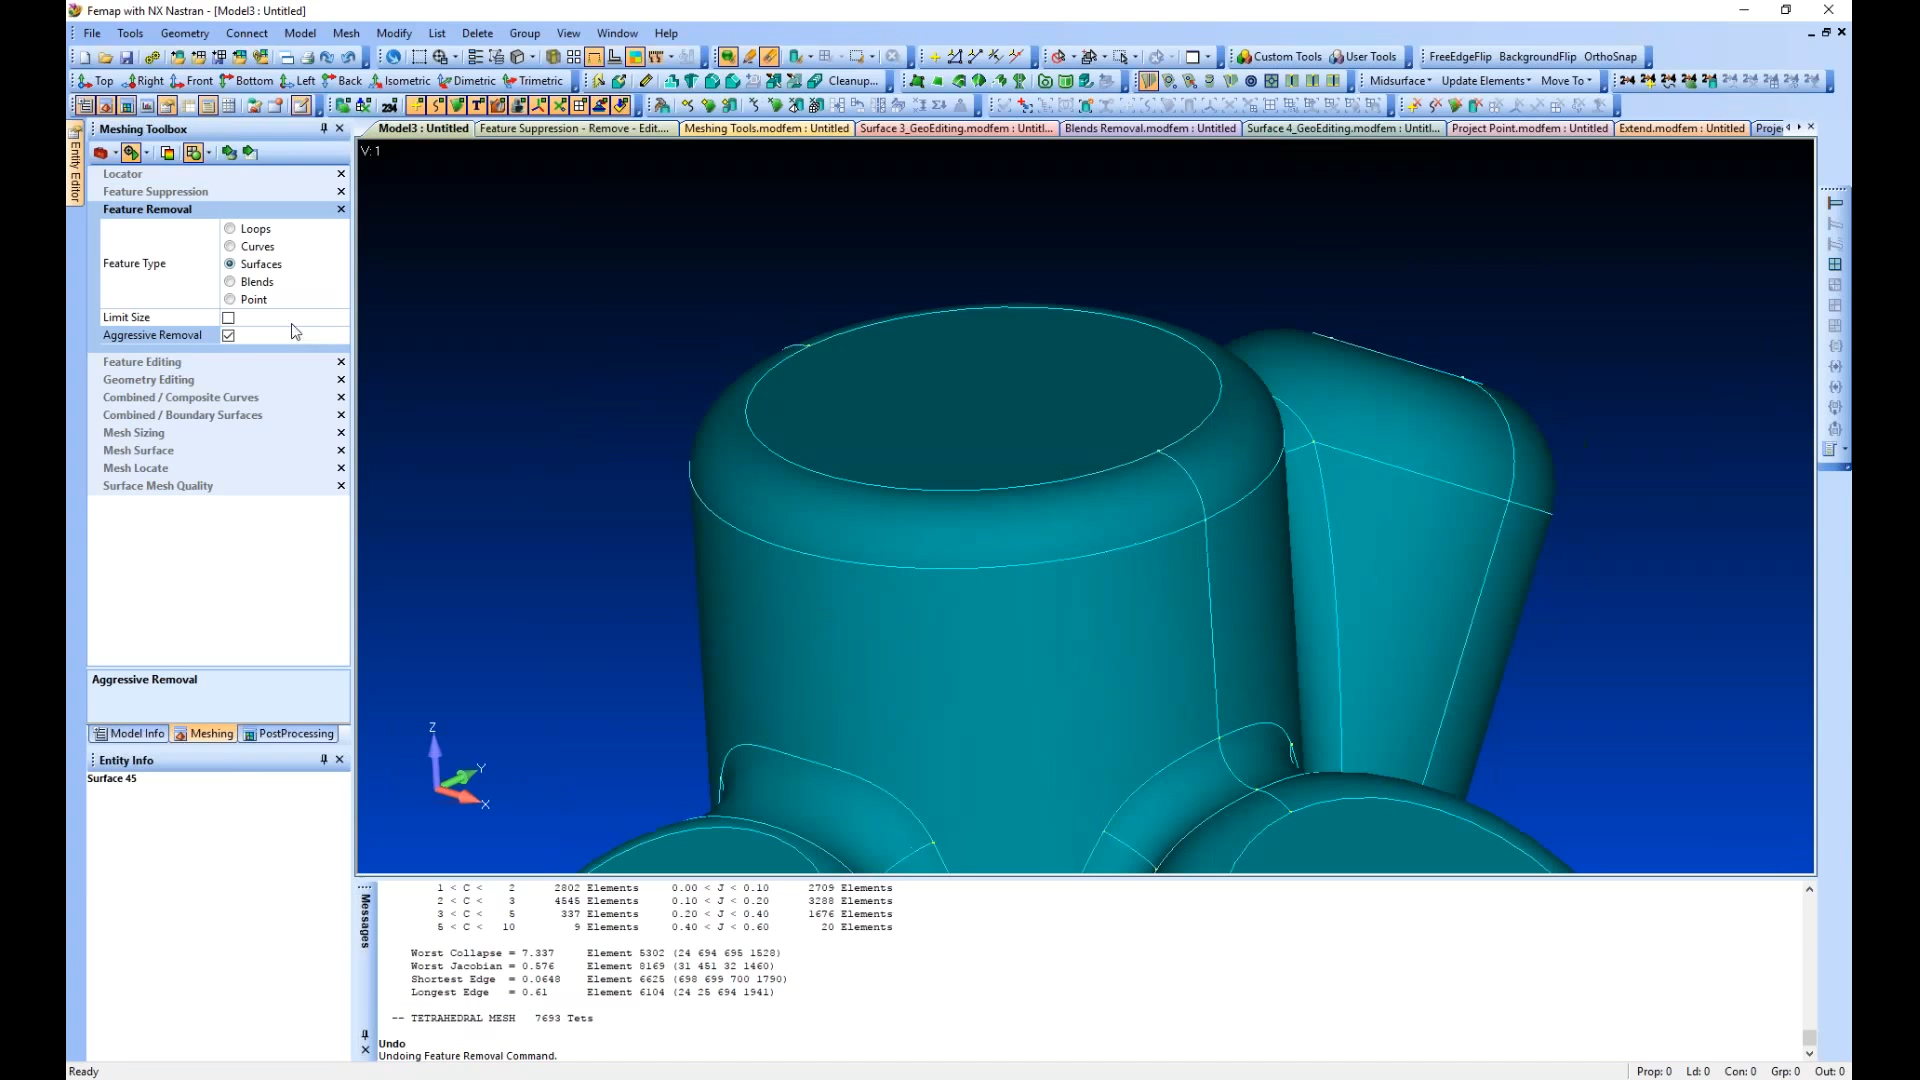 Femap with NX Nastran - [Model3 : Untitled]
File Tools Geometry Connect Model Modify Mesh List Delete Group View Window Help
Custom Tools User Tools FreeEdgeFlip BackgroundFlip OrthoSnap
Top Right Front Bottom Left Back Isometric Dimetric Trimetric Cleanup... Midsurface Update Elements Move To
234
Meshing Toolbox
Model3 : Untitled Feature Suppression - Remove - Edit.... Meshing Tools.modfem : Untitled Surface 3_GeoEditing.modfem : Untitl... Blends Removal.modfem : Untitled Surface 4_GeoEditing.modfem : Untitl... Project Point.modfem : Untitled Extend.modfem : Untitled Proje
Entity Editor
V: 1
Locator
Feature Suppression
Feature Removal
Feature Type
Loops
Curves
Surfaces
Blends
Point
Limit Size
Aggressive Removal
Feature Editing
Geometry Editing
Combined / Composite Curves
Combined / Boundary Surfaces
Mesh Sizing
Mesh Surface
Mesh Locate
Surface Mesh Quality
Aggressive Removal
Model Info Meshing PostProcessing
Entity Info
Surface 45
Z
Y
X
Messages
1 < C < 2 2802 Elements 0.00 < J < 0.10 2709 Elements
2 < C < 3 4545 Elements 0.10 < J < 0.20 3288 Elements
3 < C < 5 337 Elements 0.20 < J < 0.40 1676 Elements
5 < C < 10 9 Elements 0.40 < J < 0.60 20 Elements
Worst Collapse = 7.337 Element 5302 (24 694 695 1528)
Worst Jacobian = 0.576 Element 8169 (31 451 32 1460)
Shortest Edge = 0.0648 Element 6625 (698 699 700 1790)
Longest Edge = 0.61 Element 6104 (24 25 694 1941)
-- TETRAHEDRAL MESH 7693 Tets
Undo
Undoing Feature Removal Command.
Ready
Prop: 0 Ld: 0 Con: 0 Grp: 0 Out: 0